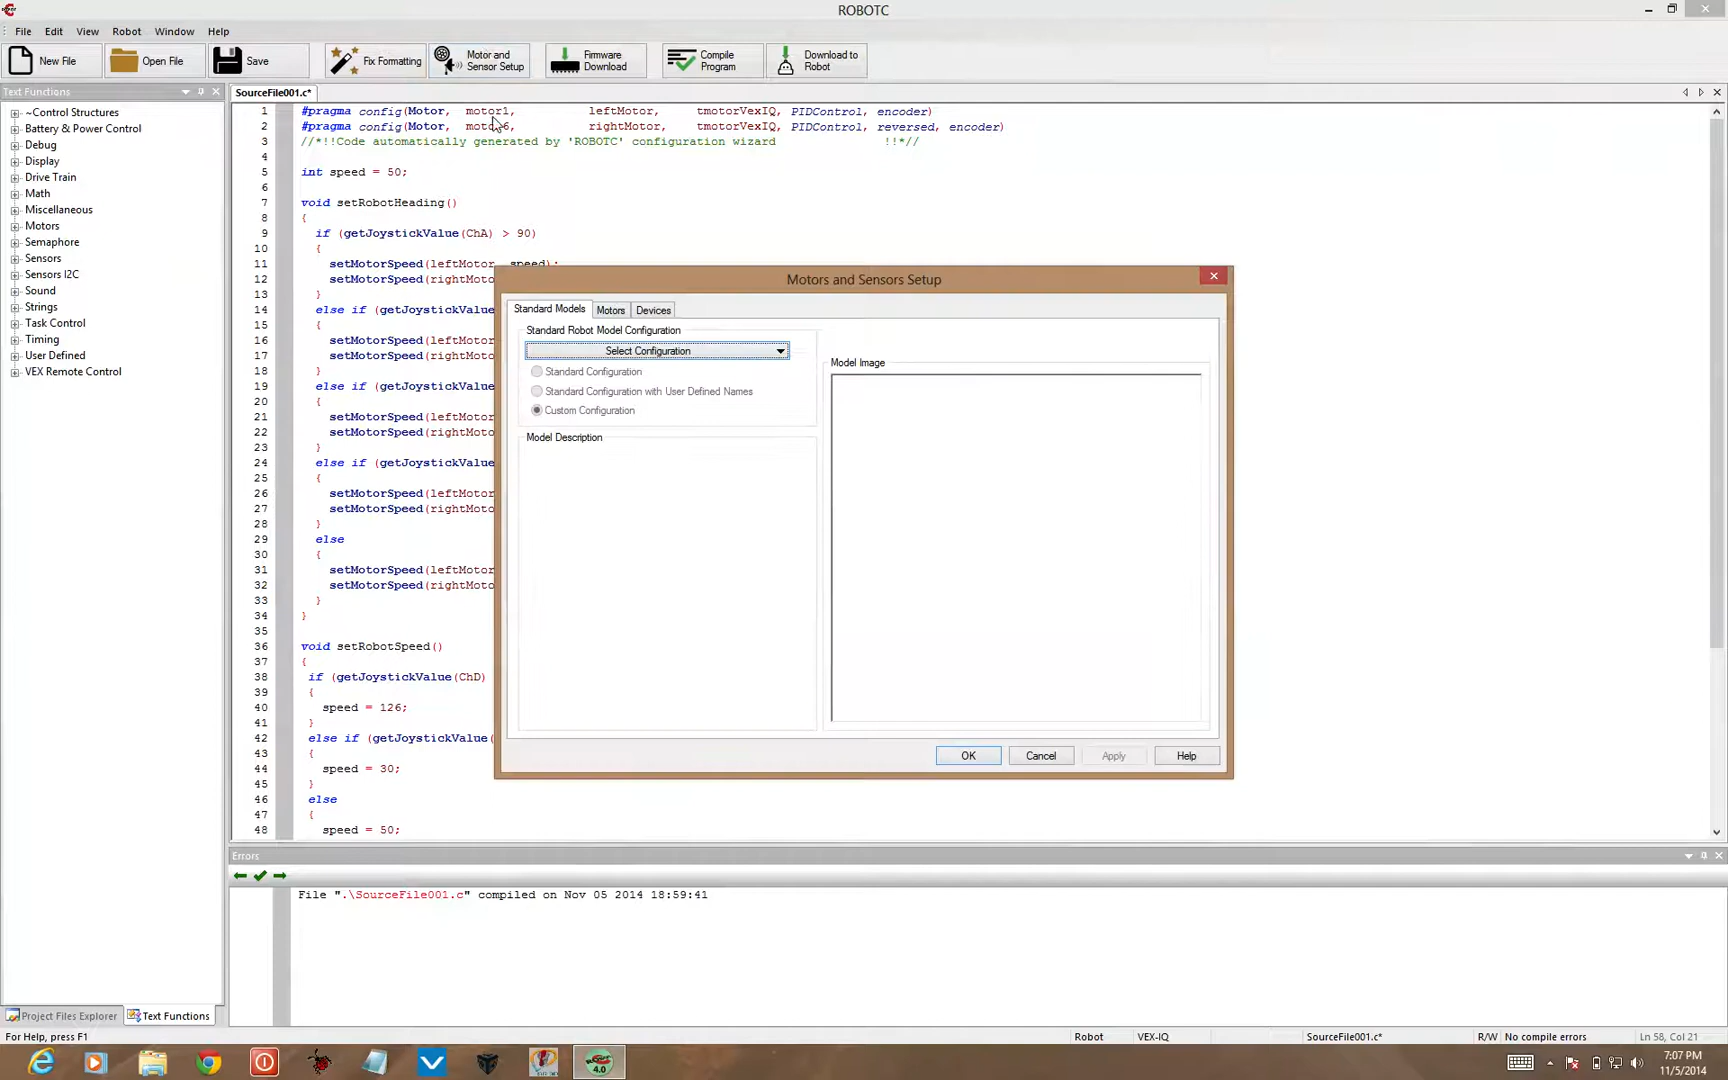 ROBOTC
File Edit View Robot Window Help
New File Open File Save Fix Formatting Motor and Sensor Setup Firmware Download Compile Program Download to Robot
Text Functions
SourceFile001.c*
~Control Structures
Battery & Power Control
Debug
Display
Drive Train
Math
Miscellaneous
Motors
Semaphore
Sensors
Sensors I2C
Sound
Strings
Task Control
Timing
User Defined
VEX Remote Control
1 #pragma config(Motor, motor1, leftMotor, tmotorVexIQ, PIDControl, encoder)
2 #pragma config(Motor, motor6, rightMotor, tmotorVexIQ, PIDControl, reversed, encoder)
3 //*!!Code automatically generated by 'ROBOTC' configuration wizard !!*//
4
5 int speed = 50;
6
7 void setRobotHeading()
8 {
9 if (getJoystickValue(ChA) > 90)
10 {
11 setMotorSpeed(leftMotor, speed);
12 setMotorSpeed(rightMoto
13 }
14 else if (getJoystickValue
15 {
16 setMotorSpeed(leftMotor
17 setMotorSpeed(rightMoto
18 }
19 else if (getJoystickValue
20 {
21 setMotorSpeed(leftMotor
22 setMotorSpeed(rightMoto
23 }
24 else if (getJoystickValue
25 {
26 setMotorSpeed(leftMotor
27 setMotorSpeed(rightMoto
28 }
29 else
30 {
31 setMotorSpeed(leftMotor
32 setMotorSpeed(rightMoto
33 }
34 }
35
36 void setRobotSpeed()
37 {
38 if (getJoystickValue(ChD)
39 {
40 speed = 126;
41 }
42 else if (getJoystickValue(
43 {
44 speed = 30;
45 }
46 else
47 {
48 speed = 50;
Motors and Sensors Setup
Standard Models Motors Devices
Standard Robot Model Configuration
Select Configuration
Standard Configuration
Standard Configuration with User Defined Names
Custom Configuration
Model Description
Model Image
OK Cancel Apply Help
Errors
File ".\SourceFile001.c" compiled on Nov 05 2014 18:59:41
Project Files Explorer Text Functions
For Help, press F1 Robot VEX-IQ SourceFile001.c* R/W No compile errors Ln 58, Col 21
4.0
7:07 PM
11/5/2014